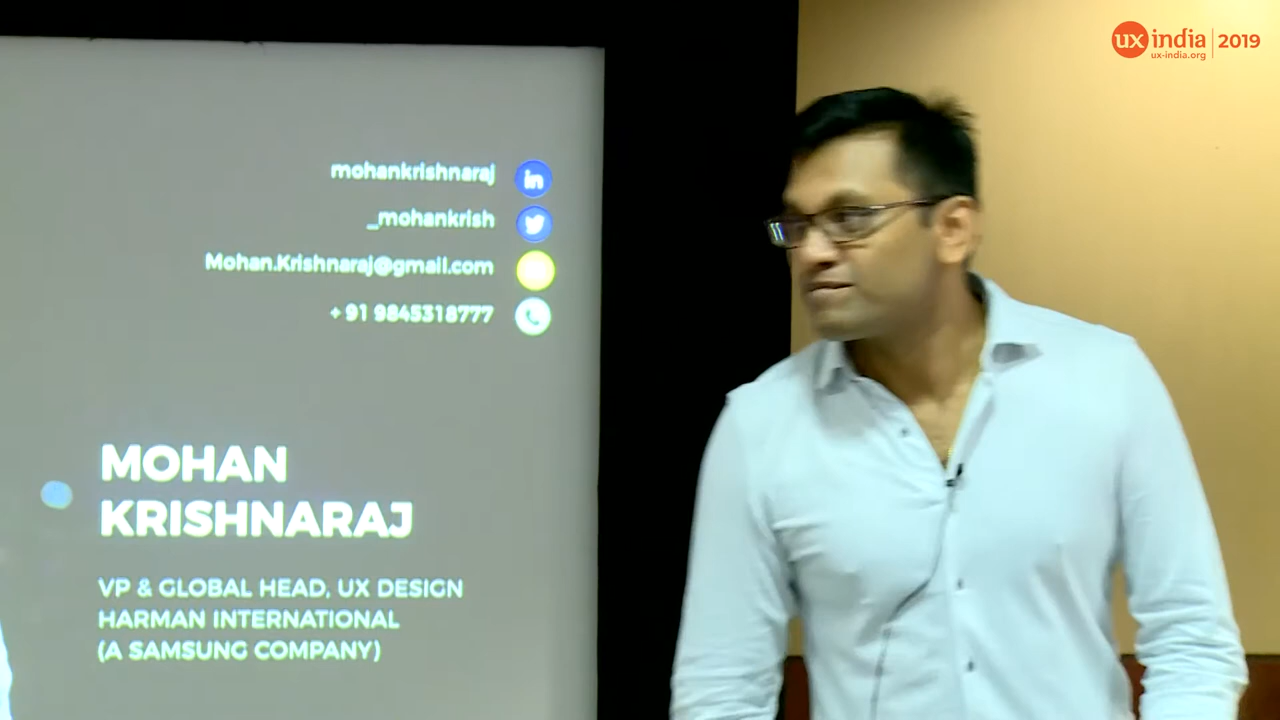 mohankrishnaraj
in
_mohankrish
Mohan.Krishnaraj@gmail.com
+ 91 9845318777
MOHAN
KRISHNARAJ
VP & GLOBAL HEAD, UX DESIGN
HARMAN INTERNATIONAL
(A SAMSUNG COMPANY)
ux india 2019
ux-india.org